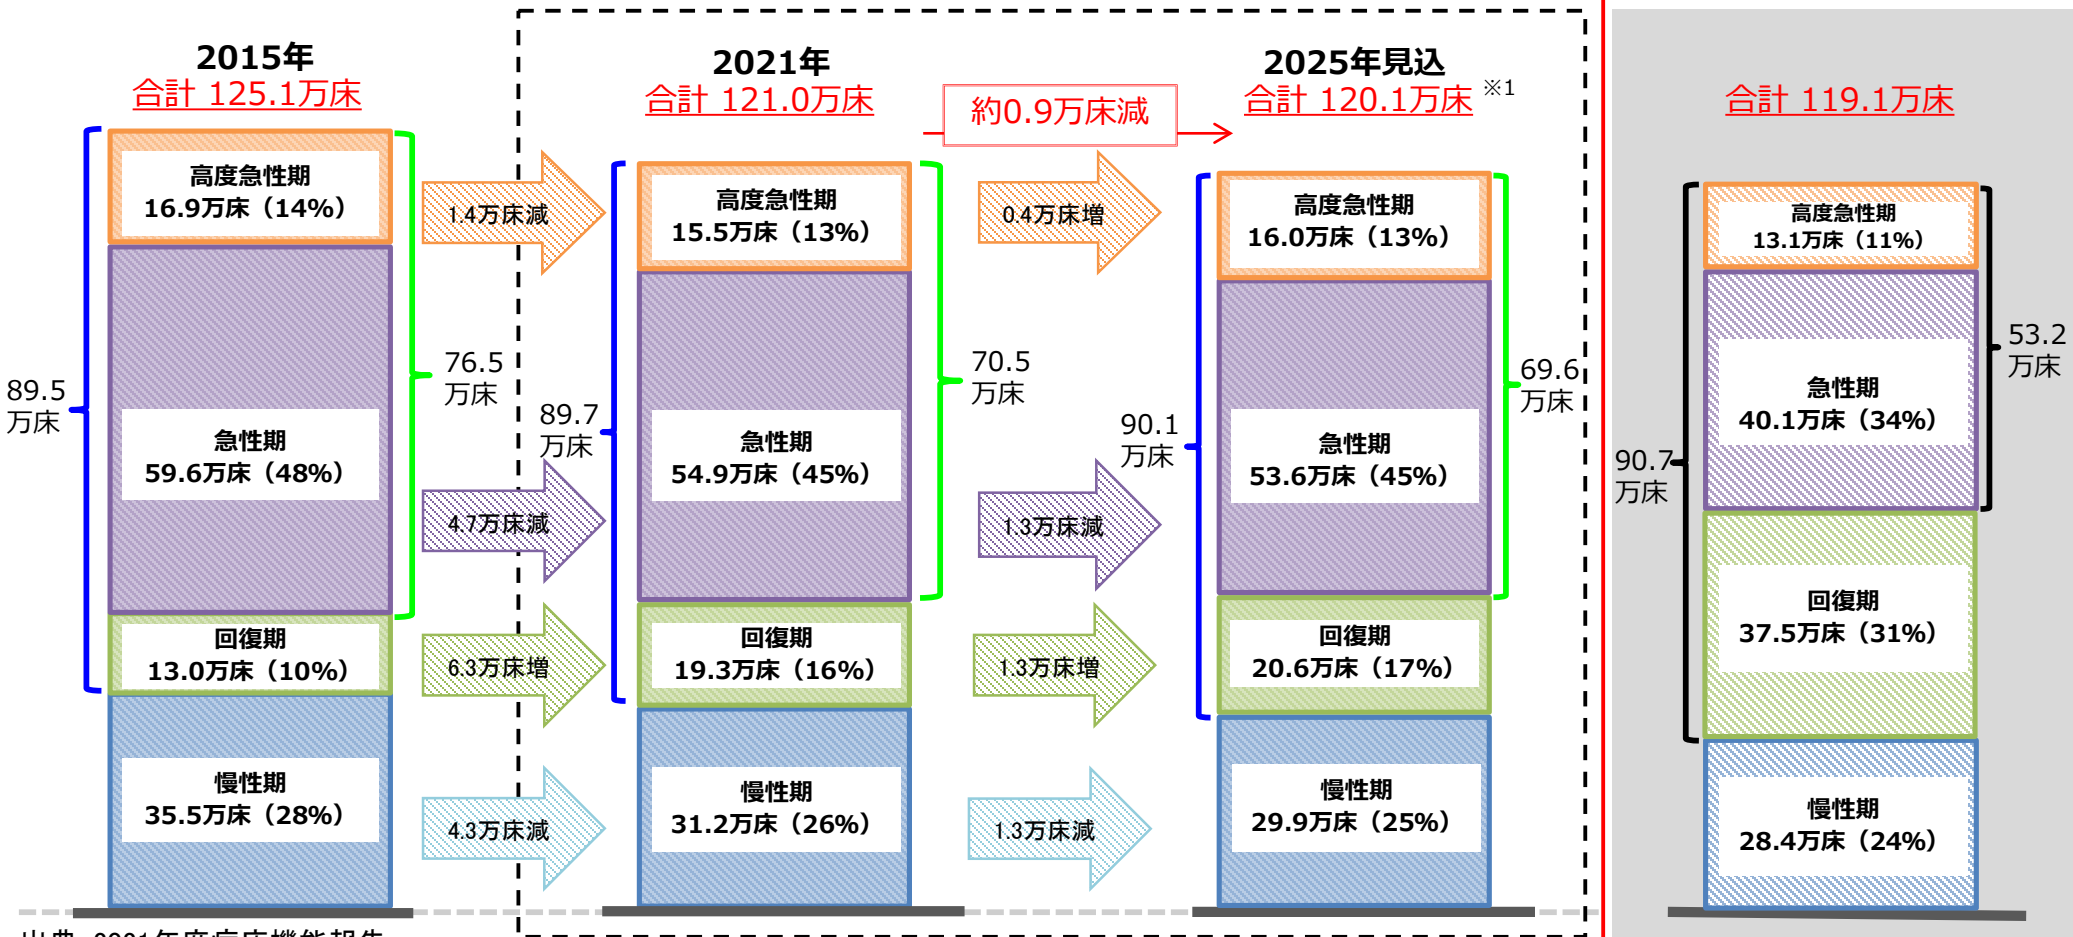 2015年
合計 125.1万床
高度急性期
16.9万床（14%）
急性期
59.6万床（48%）
回復期
13.0万床（10%）
慢性期
35.5万床（28%）
89.5
万床
76.5
万床
1.4万床減
4.7万床減
6.3万床増
4.3万床減
2021年
合計 121.0万床
高度急性期
15.5万床（13%）
急性期
54.9万床（45%）
回復期
19.3万床（16%）
慢性期
31.2万床（26%）
89.7
万床
70.5
万床
約0.9万床減
0.4万床増
1.3万床減
1.3万床増
1.3万床減
2025年見込
合計 120.1万床 ※1
高度急性期
16.0万床（13%）
急性期
53.6万床（45%）
回復期
20.6万床（17%）
慢性期
29.9万床（25%）
90.1
万床
69.6
万床
合計 119.1万床
高度急性期
13.1万床（11%）
急性期
40.1万床（34%）
回復期
37.5万床（31%）
慢性期
28.4万床（24%）
90.7
万床
53.2
万床